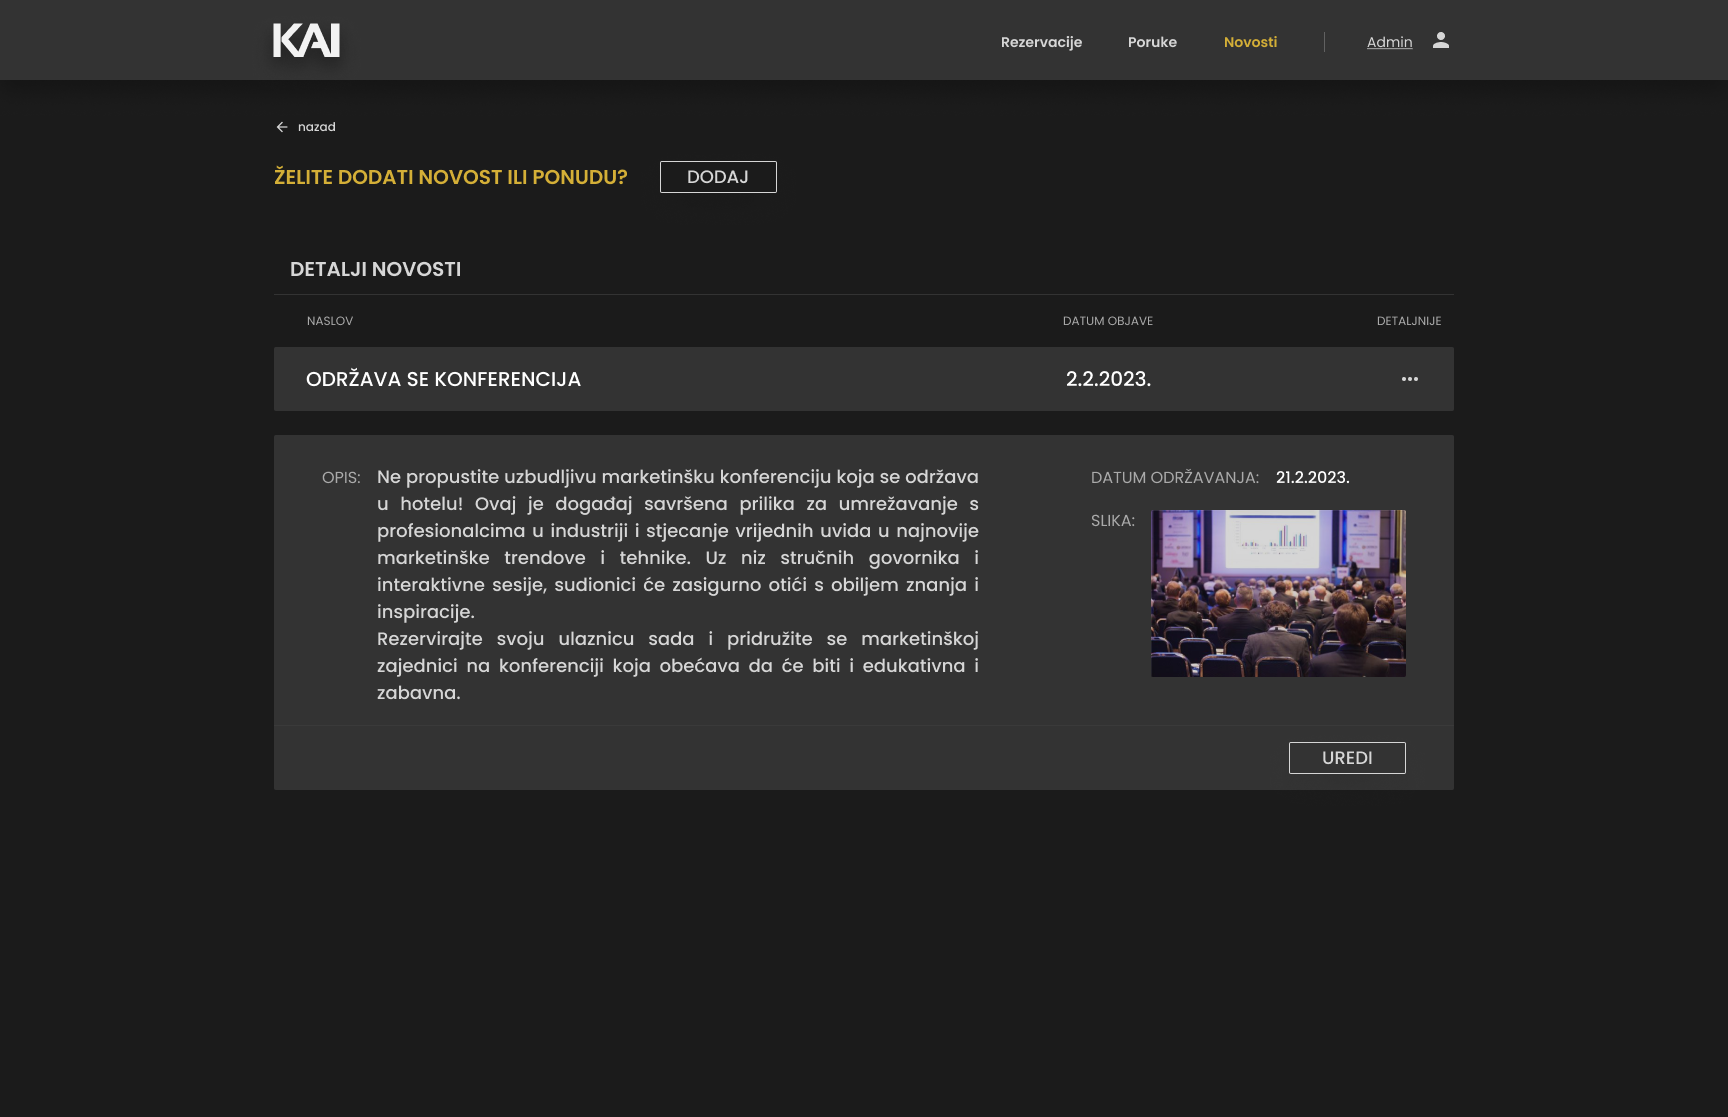 KAI
Rezervacije Poruke Novosti Admin
nazad
ŽELITE DODATI NOVOST ILI PONUDU? DODAJ
DETALJI NOVOSTI
NASLOV DATUM OBJAVE DETALJNIJE
ODRŽAVA SE KONFERENCIJA 2.2.2023.
OPIS:
Ne propustite uzbudljivu marketinšku konferenciju koja se održava
u hotelu! Ovaj je događaj savršena prilika za umrežavanje s
profesionalcima u industriji i stjecanje vrijednih uvida u najnovije
marketinške trendove i tehnike. Uz niz stručnih govornika i
interaktivne sesije, sudionici će zasigurno otići s obiljem znanja i
inspiracije.
Rezervirajte svoju ulaznicu sada i pridružite se marketinškoj
zajednici na konferenciji koja obećava da će biti i edukativna i
zabavna.
DATUM ODRŽAVANJA: 21.2.2023.
SLIKA:
UREDI